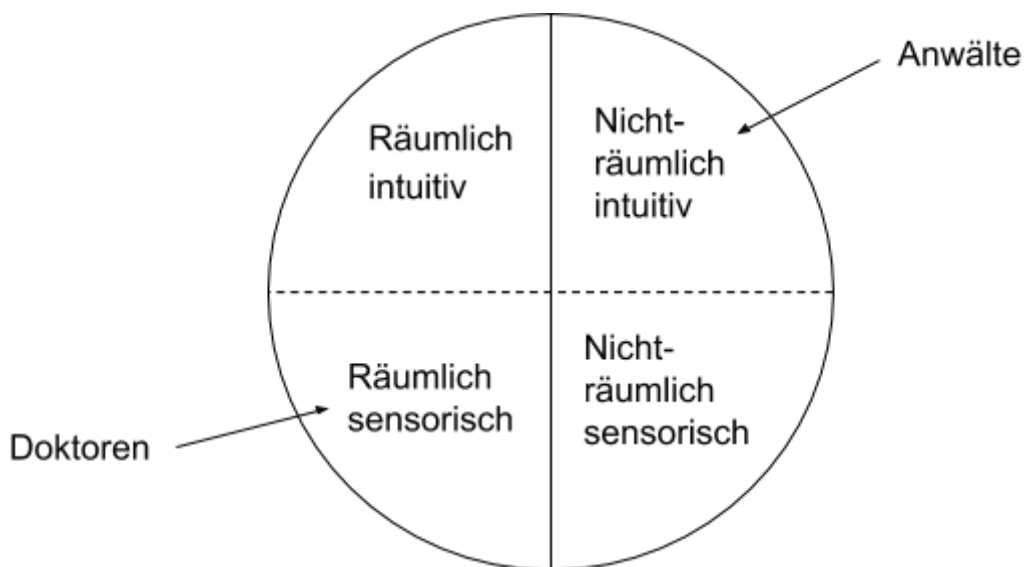 Anwälte
Räumlich
intuitiv
Nicht-
räumlich
intuitiv
Räumlich
sensorisch
Nicht-
räumlich
sensorisch
Doktoren